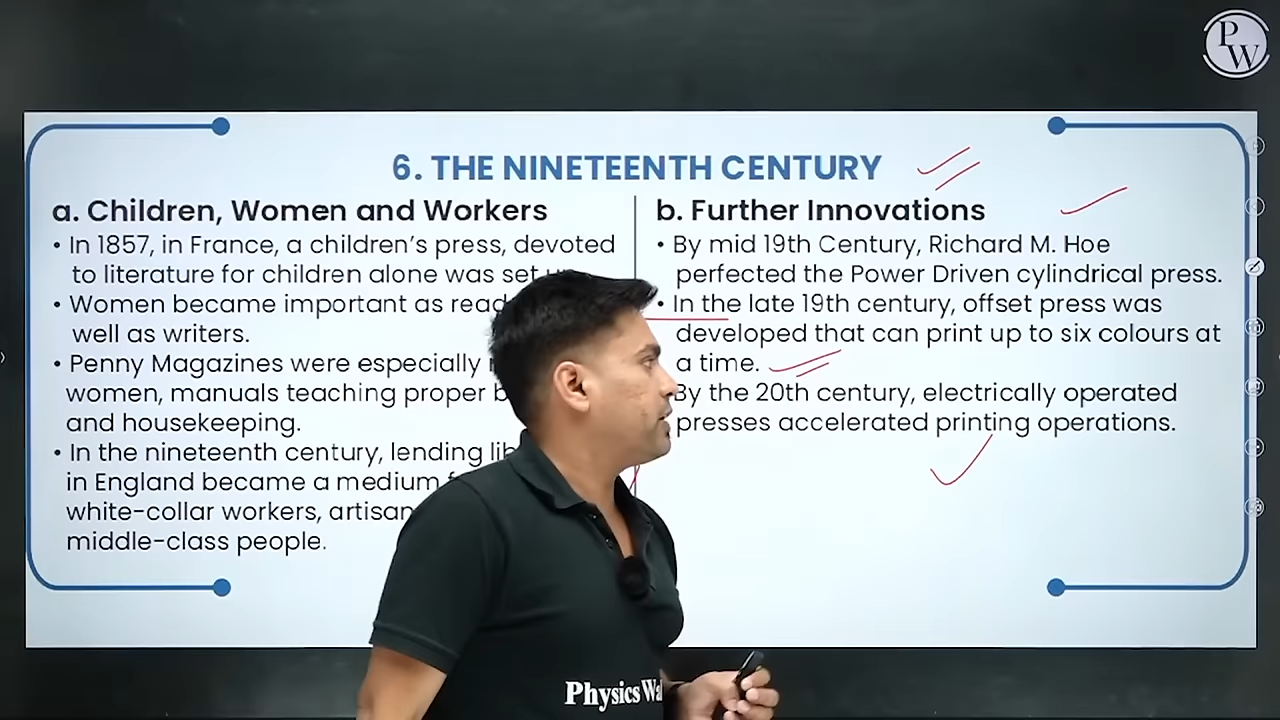 PW
6. THE NINETEENTH CENTURY
a. Children, Women and Workers
• In 1857, in France, a children's press, devoted
to literature for children alone was set
• Women became important as
well as writers.
• Penny Magazines were especially
women, manuals teaching proper
and housekeeping.
• In the nineteenth century, lending
in England became a medium
white-collar workers,
middle-class people.
b. Further Innovations
• By mid 19th Century, Richard M. Hoe
perfected the Power Driven cylindrical press.
• In the late 19th century, offset press was
developed that can print up to six colours at
a time.
By the 20th century, electrically operated
presses accelerated printing operations.
Physics